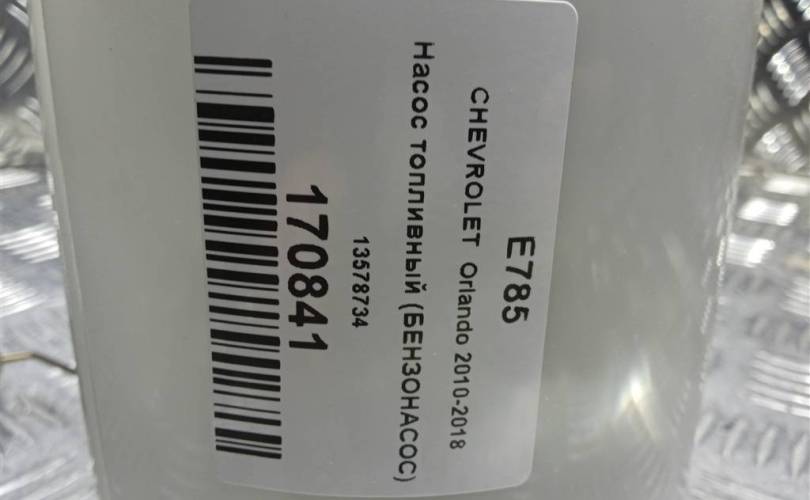 E785
CHEVROLET Orlando 2010-2018
Насос топливный (БЕНЗОНАСОС)
13578734
170841